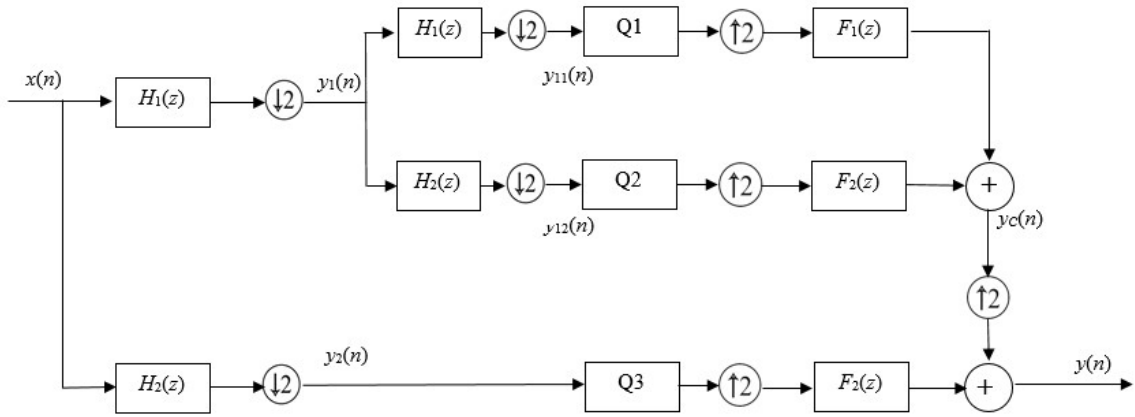 H₁(z) ↓2 Q1 ↑2 F₁(z)
x(n) y₁(n) y₁₁(n)
H₁(z) ↓2
H₂(z) ↓2 Q2 ↑2 F₂(z) +
y₁₂(n) y_C(n)
↑2
y₂(n) y(n)
H₂(z) ↓2 Q3 ↑2 F₂(z) +